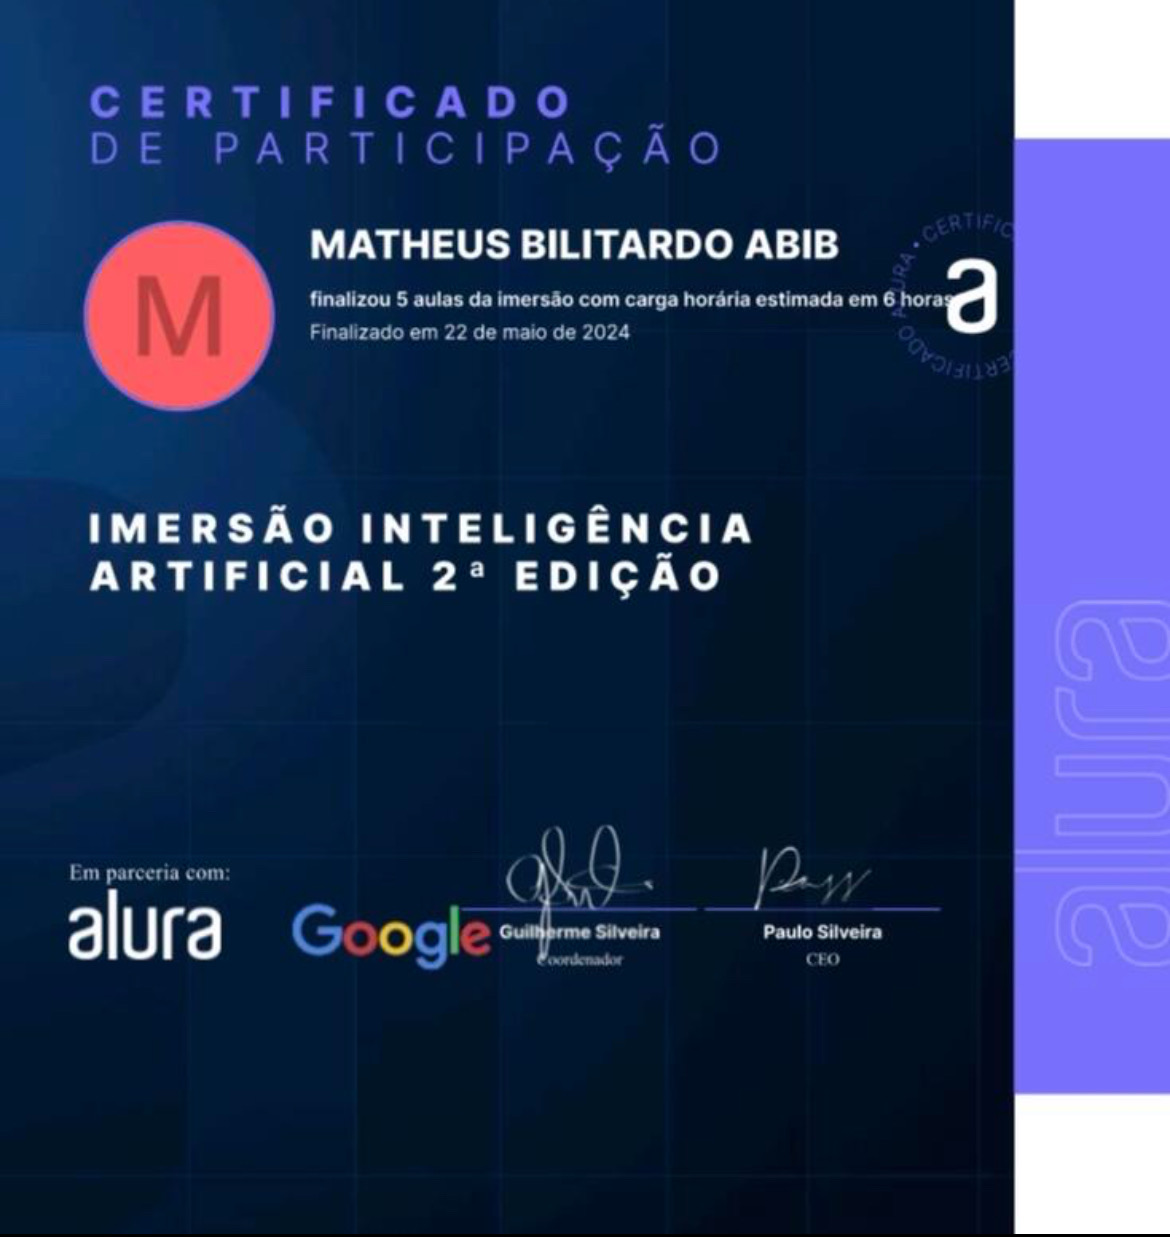 CERTIFICADO
DE PARTICIPAÇÃO
M
MATHEUS BILITARDO ABIB
finalizou 5 aulas da imersão com carga horária estimada em 6 horas
Finalizado em 22 de maio de 2024
CERTIFIC
a
IMERSÃO INTELIGÊNCIA
ARTIFICIAL 2ª EDIÇÃO
Em parceria com:
alura
Google
Guilherme Silveira
Coordenador
Paulo Silveira
CEO
alura